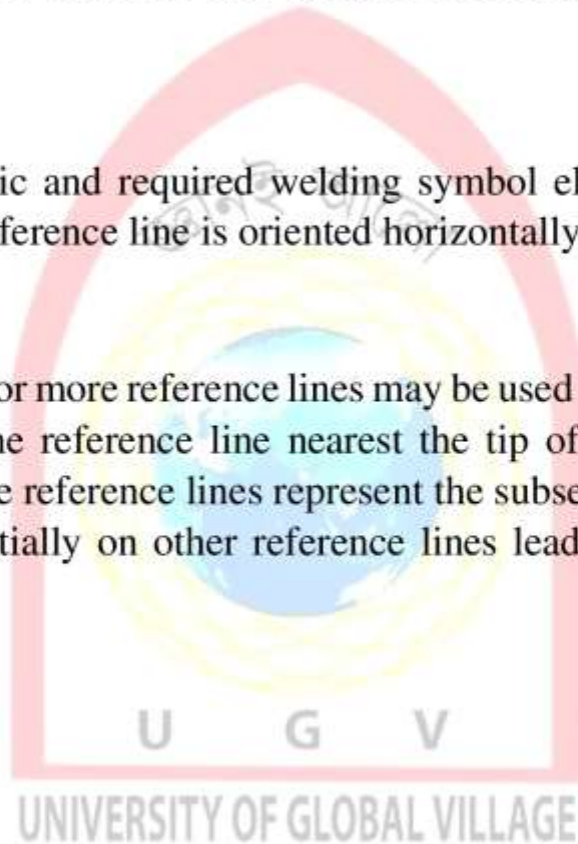 ic and required welding symbol el
ference line is oriented horizontally
or more reference lines may be used
ne reference line nearest the tip of
e reference lines represent the subse
tially on other reference lines lead
U G V
UNIVERSITY OF GLOBAL VILLAGE